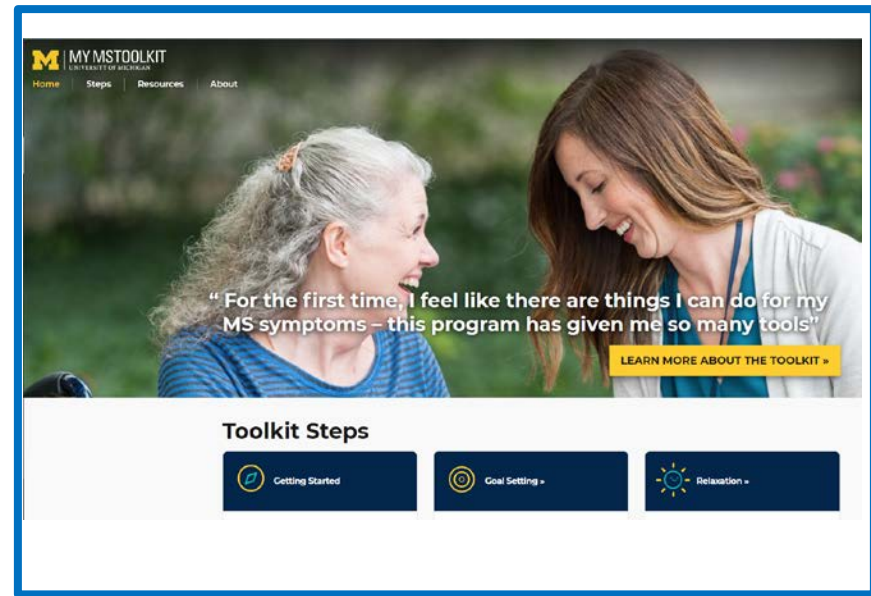 M | MY MSTOOLKIT
UNIVERSITY OF MICHIGAN
Home | Steps | Resources | About
“ For the first time, I feel like there are things I can do for my
MS symptoms – this program has given me so many tools”
LEARN MORE ABOUT THE TOOLKIT »
Toolkit Steps
Getting Started
Goal Setting »
Relaxation »